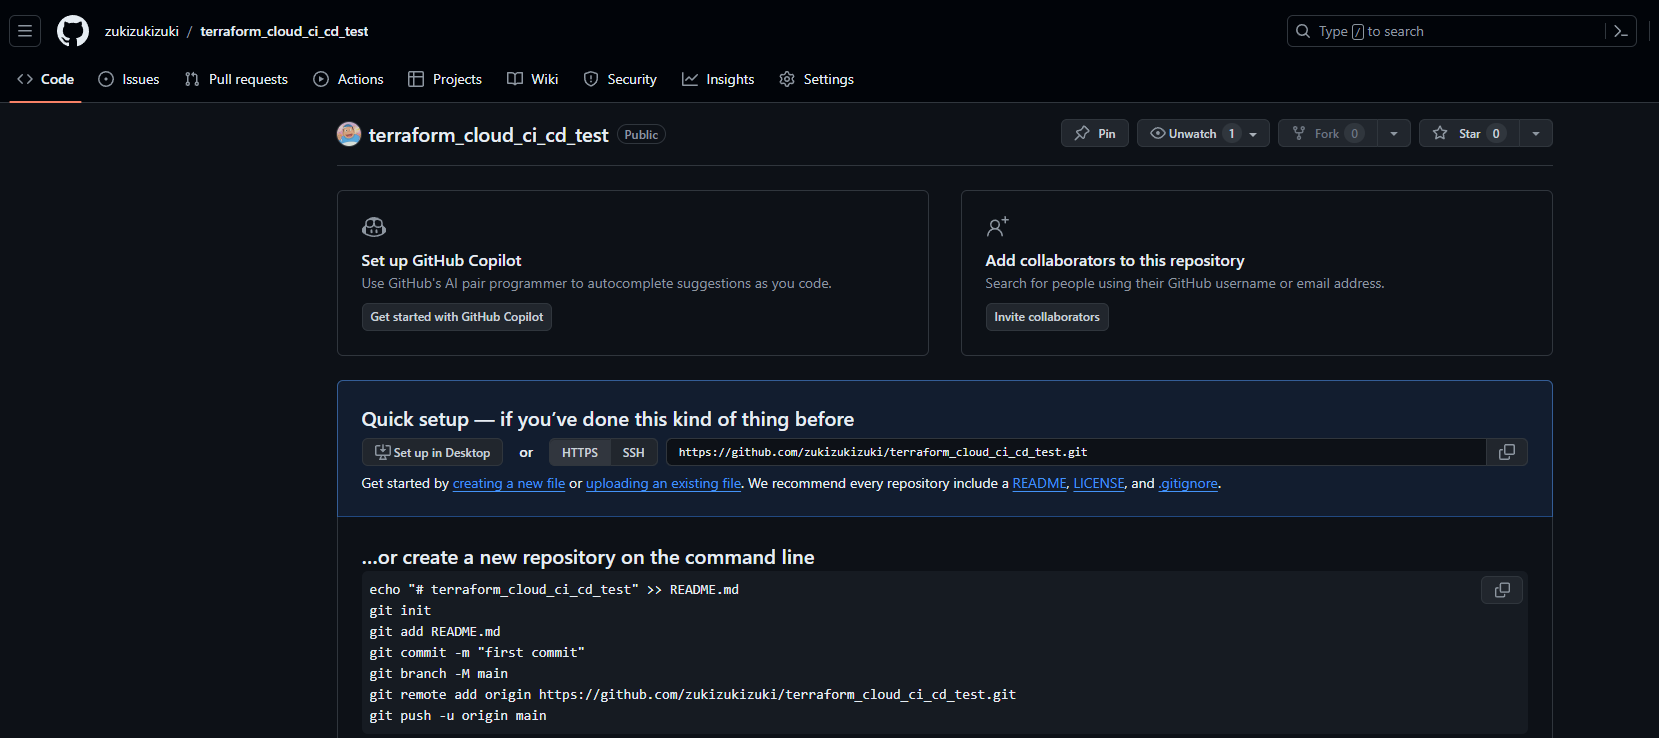 zukizukizuki / terraform_cloud_ci_cd_test
Type / to search
Code Issues Pull requests Actions Projects Wiki Security Insights Settings
terraform_cloud_ci_cd_test Public
Pin Unwatch 1 Fork 0 Star 0
Set up GitHub Copilot
Use GitHub's AI pair programmer to autocomplete suggestions as you code.
Get started with GitHub Copilot
Add collaborators to this repository
Search for people using their GitHub username or email address.
Invite collaborators
Quick setup — if you’ve done this kind of thing before
Set up in Desktop or HTTPS SSH https://github.com/zukizukizuki/terraform_cloud_ci_cd_test.git
Get started by creating a new file or uploading an existing file. We recommend every repository include a README, LICENSE, and .gitignore.
…or create a new repository on the command line
echo "# terraform_cloud_ci_cd_test" >> README.md
git init
git add README.md
git commit -m "first commit"
git branch -M main
git remote add origin https://github.com/zukizukizuki/terraform_cloud_ci_cd_test.git
git push -u origin main